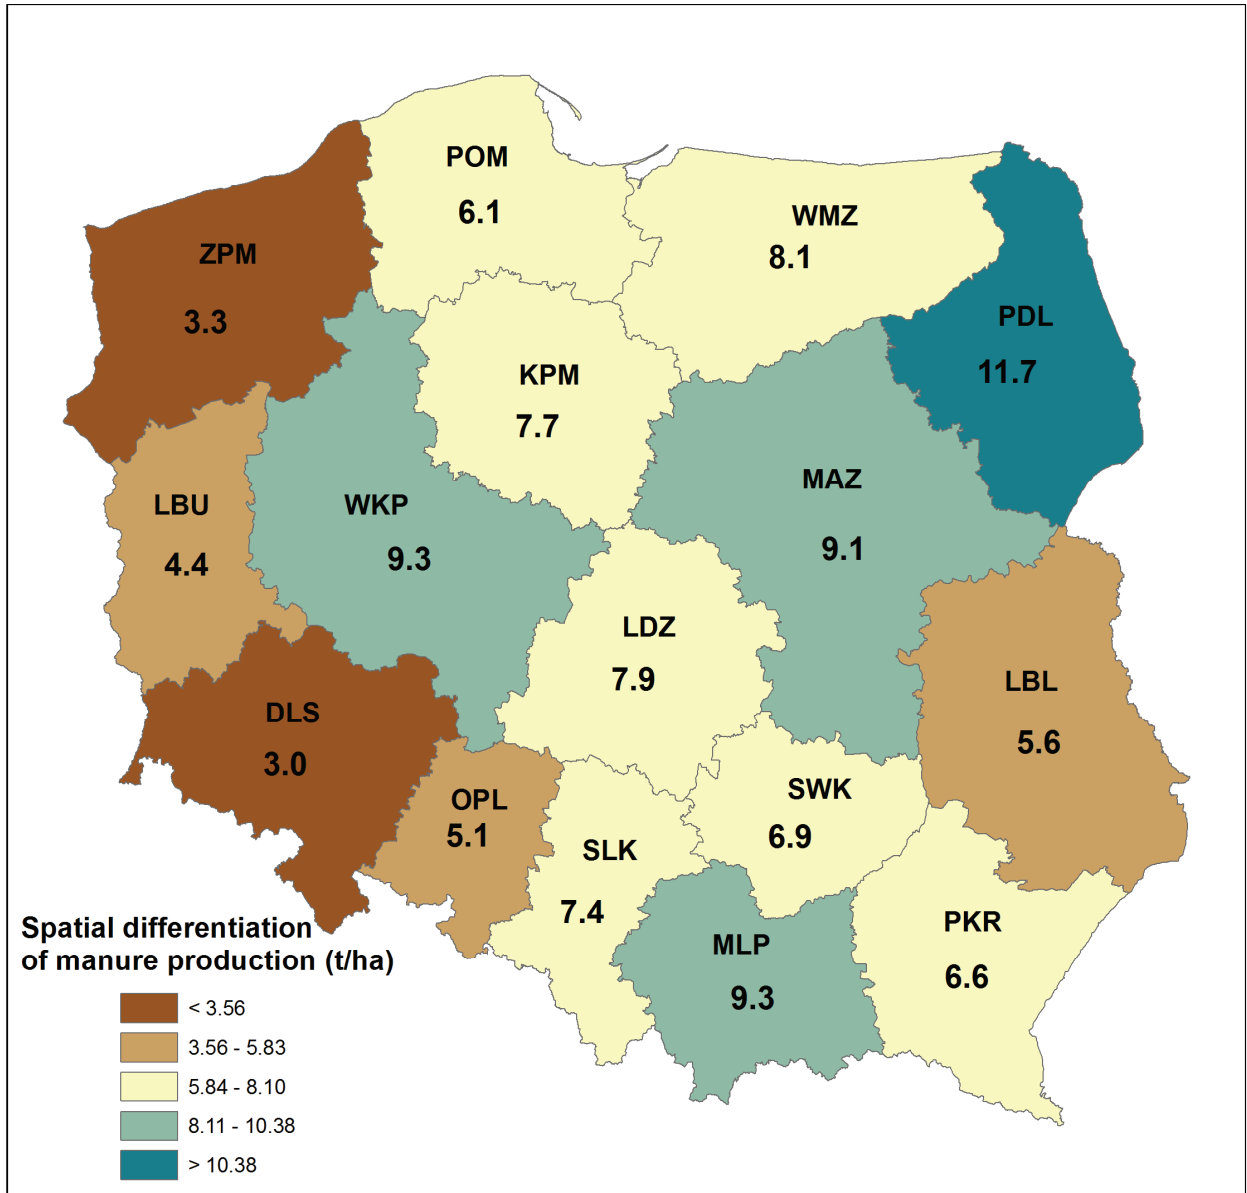 POM
6.1
WMZ
8.1
ZPM
3.3
PDL
11.7
KPM
7.7
MAZ
9.1
LBU
4.4
WKP
9.3
LDZ
7.9
LBL
5.6
DLS
3.0
OPL
5.1
SWK
6.9
SLK
7.4
PKR
6.6
MLP
9.3
Spatial differentiation
of manure production (t/ha)
< 3.56
3.56 - 5.83
5.84 - 8.10
8.11 - 10.38
> 10.38